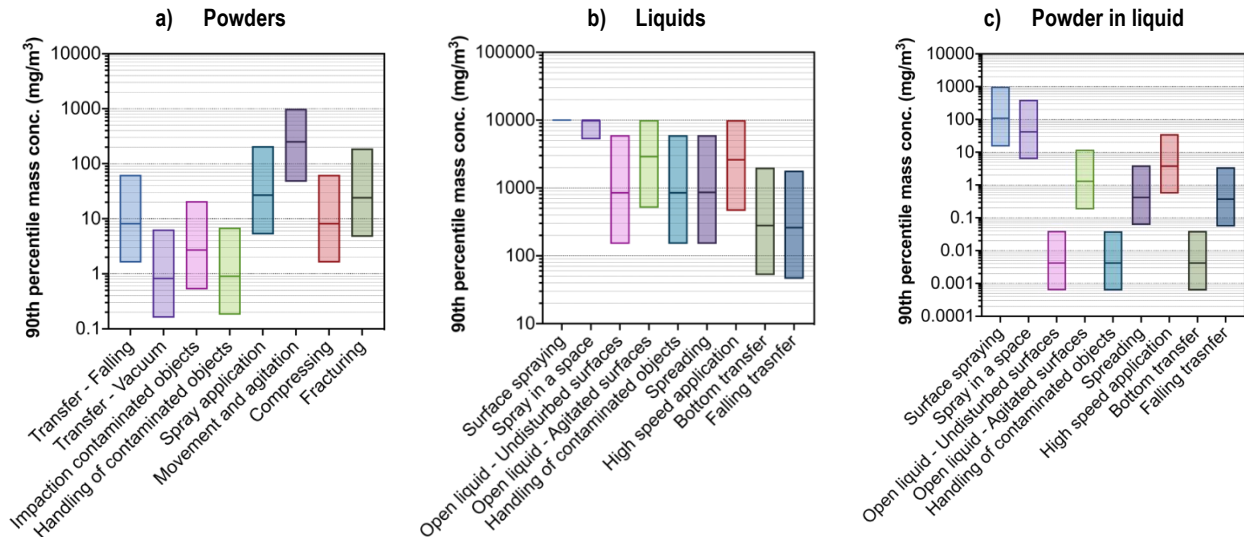 a) Powders
90th percentile mass conc. (mg/m³)
10000
1000
100
10
1
0.1
Transfer - Falling
Transfer - Vacuum
Impaction contaminated objects
Handling of contaminated objects
Spray application
Movement and agitation
Compressing
Fracturing
b) Liquids
90th percentile mass conc. (mg/m³)
100000
10000
1000
100
10
Surface spraying
Spray in a space
Open liquid - Undisturbed surfaces
Open liquid - Agitated surfaces
Handling of contaminated objects
Spreading
High speed application
Bottom transfer
Falling trasnfer
c) Powder in liquid
90th percentile mass conc. (mg/m³)
10000
1000
100
10
1
0.1
0.01
0.001
0.0001
Surface spraying
Spray in a space
Open liquid - Undisturbed surfaces
Open liquid - Agitated surfaces
Handling of contaminated objects
Spreading
High speed application
Bottom transfer
Falling trasnfer